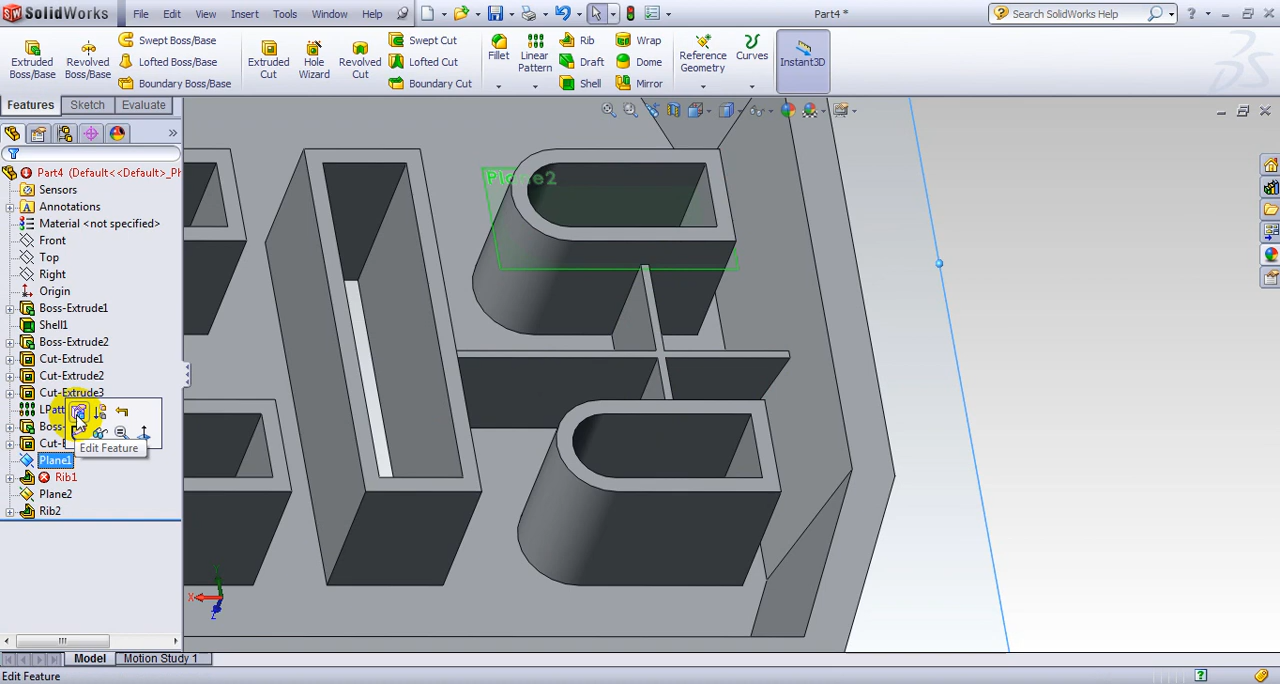 SolidWorks File Edit View Insert Tools Window Help Part4 * Search SolidWorks Help
Extruded Boss/Base
Revolved Boss/Base
Swept Boss/Base
Lofted Boss/Base
Boundary Boss/Base
Extruded Cut
Hole Wizard
Revolved Cut
Swept Cut
Lofted Cut
Boundary Cut
Fillet
Linear Pattern
Rib
Draft
Shell
Wrap
Dome
Mirror
Reference Geometry
Curves
Instant3D
Features Sketch Evaluate
Part4 (Default<<Default>_Ph
Sensors
Annotations
Material <not specified>
Front
Top
Right
Origin
Boss-Extrude1
Shell1
Boss-Extrude2
Cut-Extrude1
Cut-Extrude2
Cut-Extrude3
LPatt
Boss-
Cut-E
Edit Feature
Plane1
Rib1
Plane2
Rib2
Plane2
X
Z
Model Motion Study 1
Edit Feature